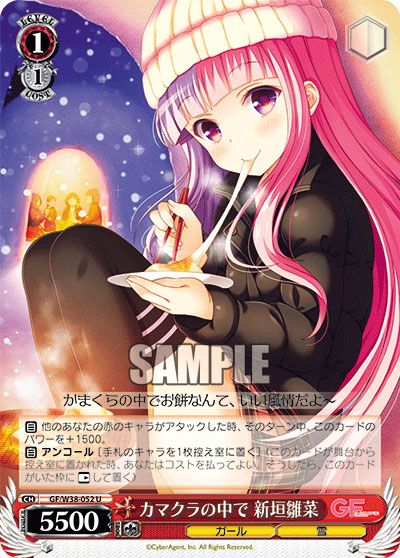 LEVEL
1
1
COST
SAMPLE
がまくらの中でお餅なんて、いい風情だよ~
自 他のあなたの赤のキャラがアタックした時、そのターン中、このカードの
パワーを+1500。
自 アンコール [手札のキャラを1枚控え室に置く] (このカードが舞台から
控え室に置かれた時、あなたはコストを払ってよい。そうしたら、このカード
がいた枠に[レスト]して置く)
CH GF/W38-052 U
5500
カマクラの中で 新垣雛菜
GF
ガール
雪
©CyberAgent, Inc. All Rights Reserved.